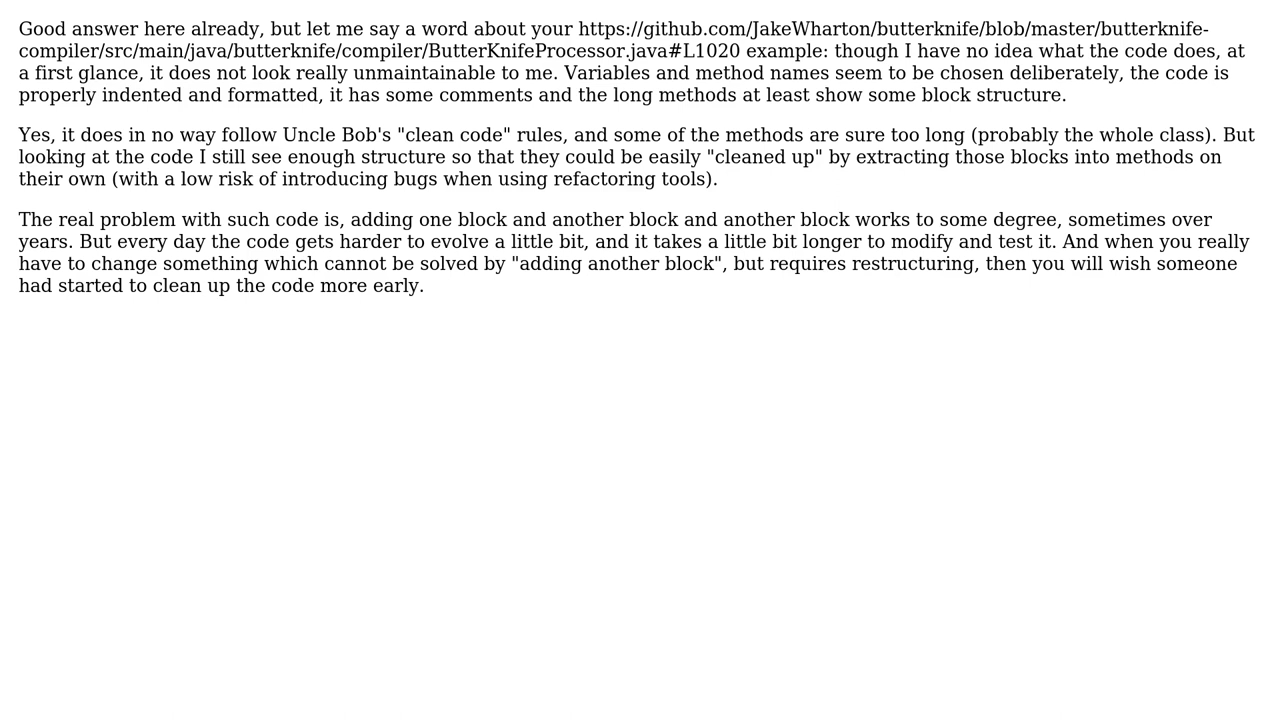 Good answer here already, but let me say a word about your https://github.com/JakeWharton/butterknife/blob/master/butterknife-
compiler/src/main/java/butterknife/compiler/ButterKnifeProcessor.java#L1020 example: though I have no idea what the code does, at
a first glance, it does not look really unmaintainable to me. Variables and method names seem to be chosen deliberately, the code is
properly indented and formatted, it has some comments and the long methods at least show some block structure.
Yes, it does in no way follow Uncle Bob's "clean code" rules, and some of the methods are sure too long (probably the whole class). But
looking at the code I still see enough structure so that they could be easily "cleaned up" by extracting those blocks into methods on
their own (with a low risk of introducing bugs when using refactoring tools).
The real problem with such code is, adding one block and another block and another block works to some degree, sometimes over
years. But every day the code gets harder to evolve a little bit, and it takes a little bit longer to modify and test it. And when you really
have to change something which cannot be solved by "adding another block", but requires restructuring, then you will wish someone
had started to clean up the code more early.